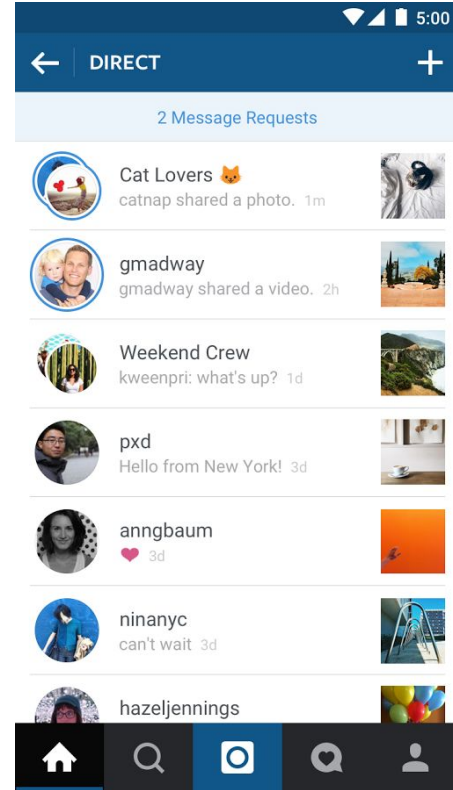 5:00
DIRECT
2 Message Requests
Cat Lovers 🐱
catnap shared a photo. 1m
gmadway
gmadway shared a video. 2h
Weekend Crew
kweenpri: what's up? 1d
pxd
Hello from New York! 3d
anngbaum
❤ 3d
ninanyc
can't wait 3d
hazeljennings